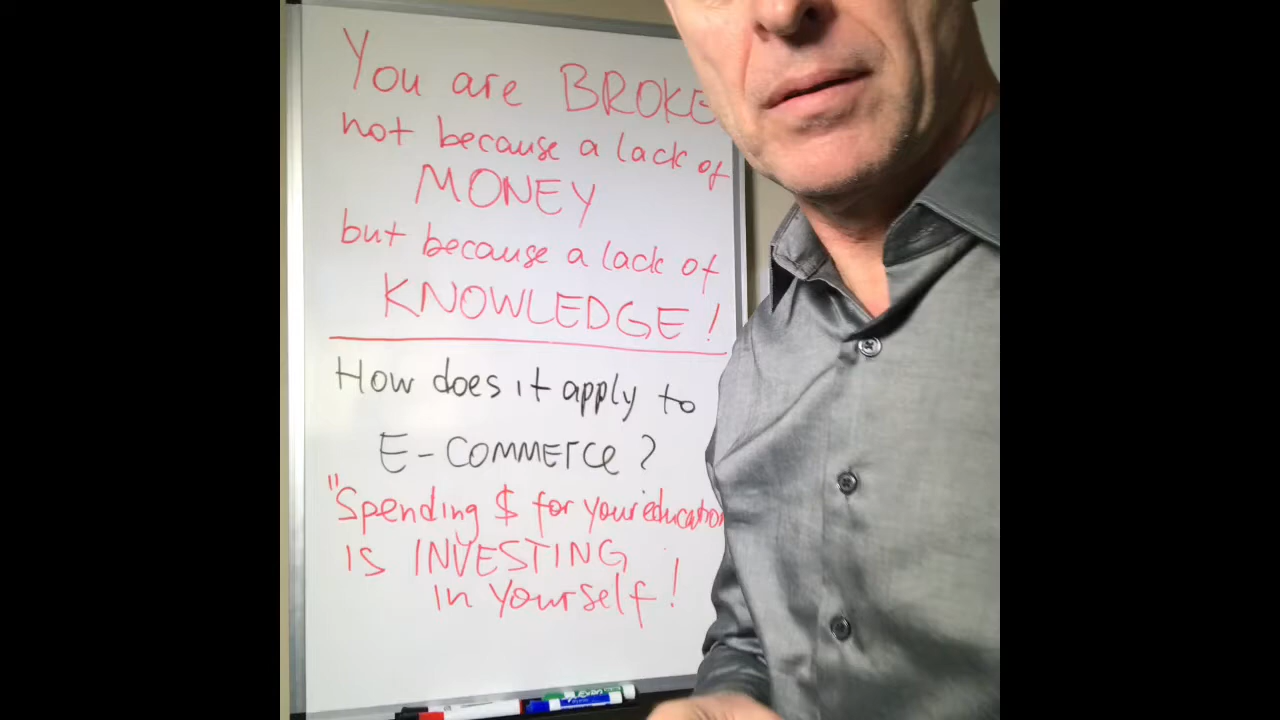 You are BROKE
not because a lack of
MONEY
but because a lack of
KNOWLEDGE!
How does it apply to
E-COMMERCE?
"Spending $ for your education
is INVESTING
in yourself!